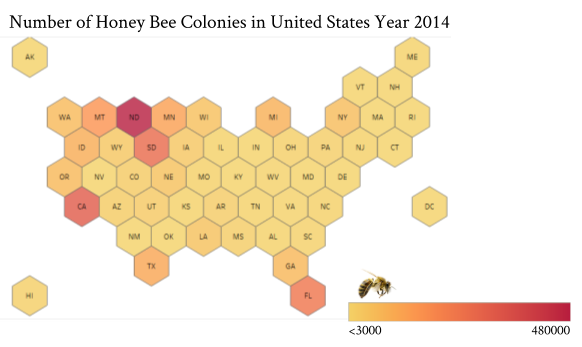 Number of Honey Bee Colonies in United States Year 2014
AK ME
VT NH
WA MT ND MN WI MI NY MA RI
ID WY SD IA IL IN OH PA NJ CT
OR NV CO NE MO KY WV MD DE
CA AZ UT KS AR TN VA NC DC
NM OK LA MS AL SC
TX GA
HI FL
<3000 480000